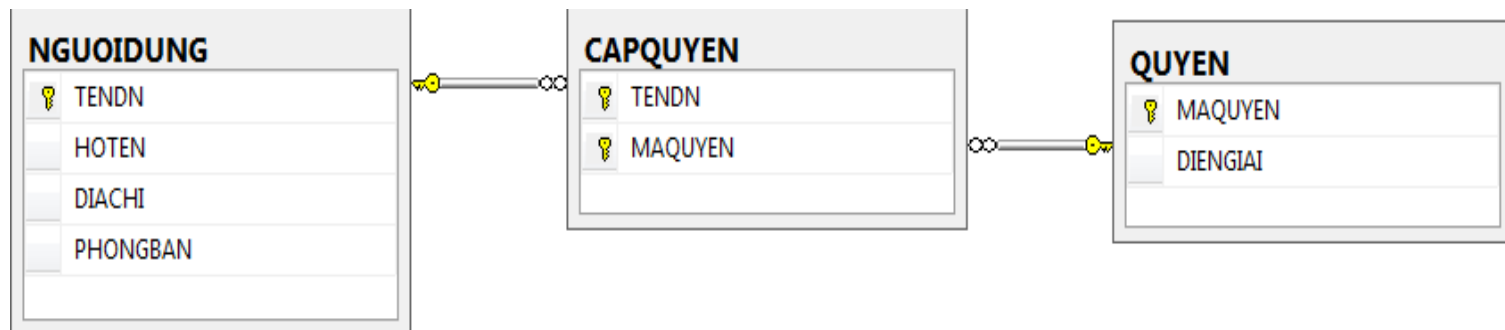 NGUOIDUNG
TENDN
HOTEN
DIACHI
PHONGBAN
CAPQUYEN
TENDN
MAQUYEN
QUYEN
MAQUYEN
DIENGIAI